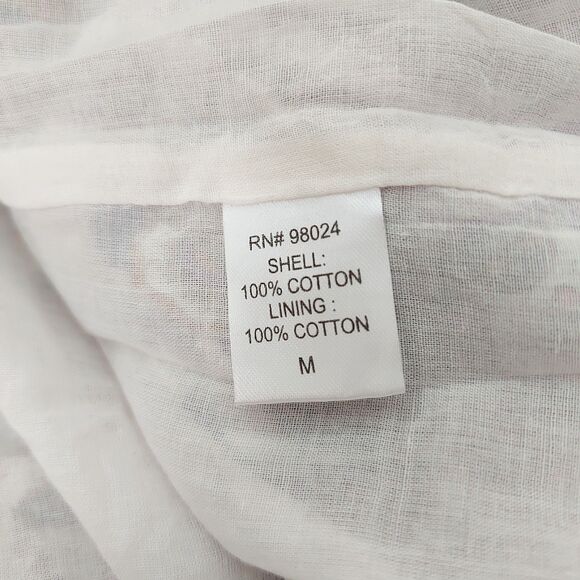 RN# 98024
SHELL:
100% COTTON
LINING :
100% COTTON
M